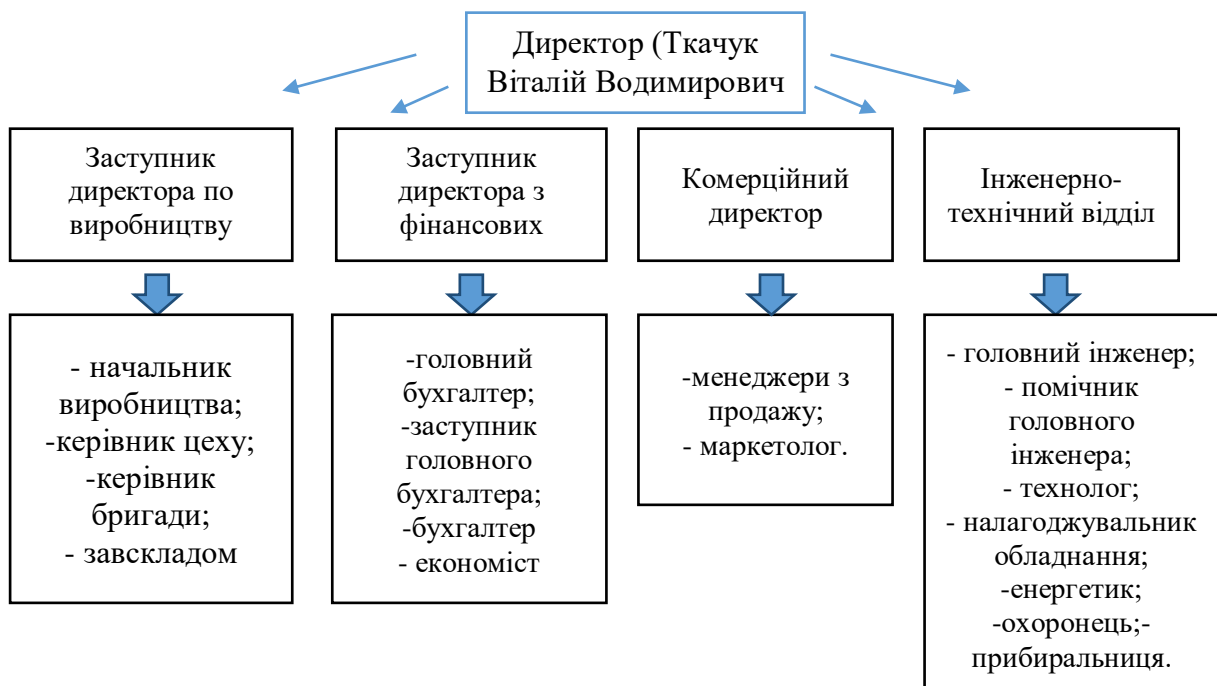 Директор (Ткачук
Віталій Водимирович
Заступник
директора по
виробництву
Заступник
директора з
фінансових
Комерційний
директор
Інженерно-
технічний відділ
- начальник
виробництва;
-керівник цеху;
-керівник
бригади;
- завскладом
-головний
бухгалтер;
-заступник
головного
бухгалтера;
-бухгалтер
- економіст
-менеджери з
продажу;
- маркетолог.
- головний інженер;
- помічник
головного
інженера;
- технолог;
- налагоджувальник
обладнання;
-енергетик;
-охоронець;-
прибиральниця.